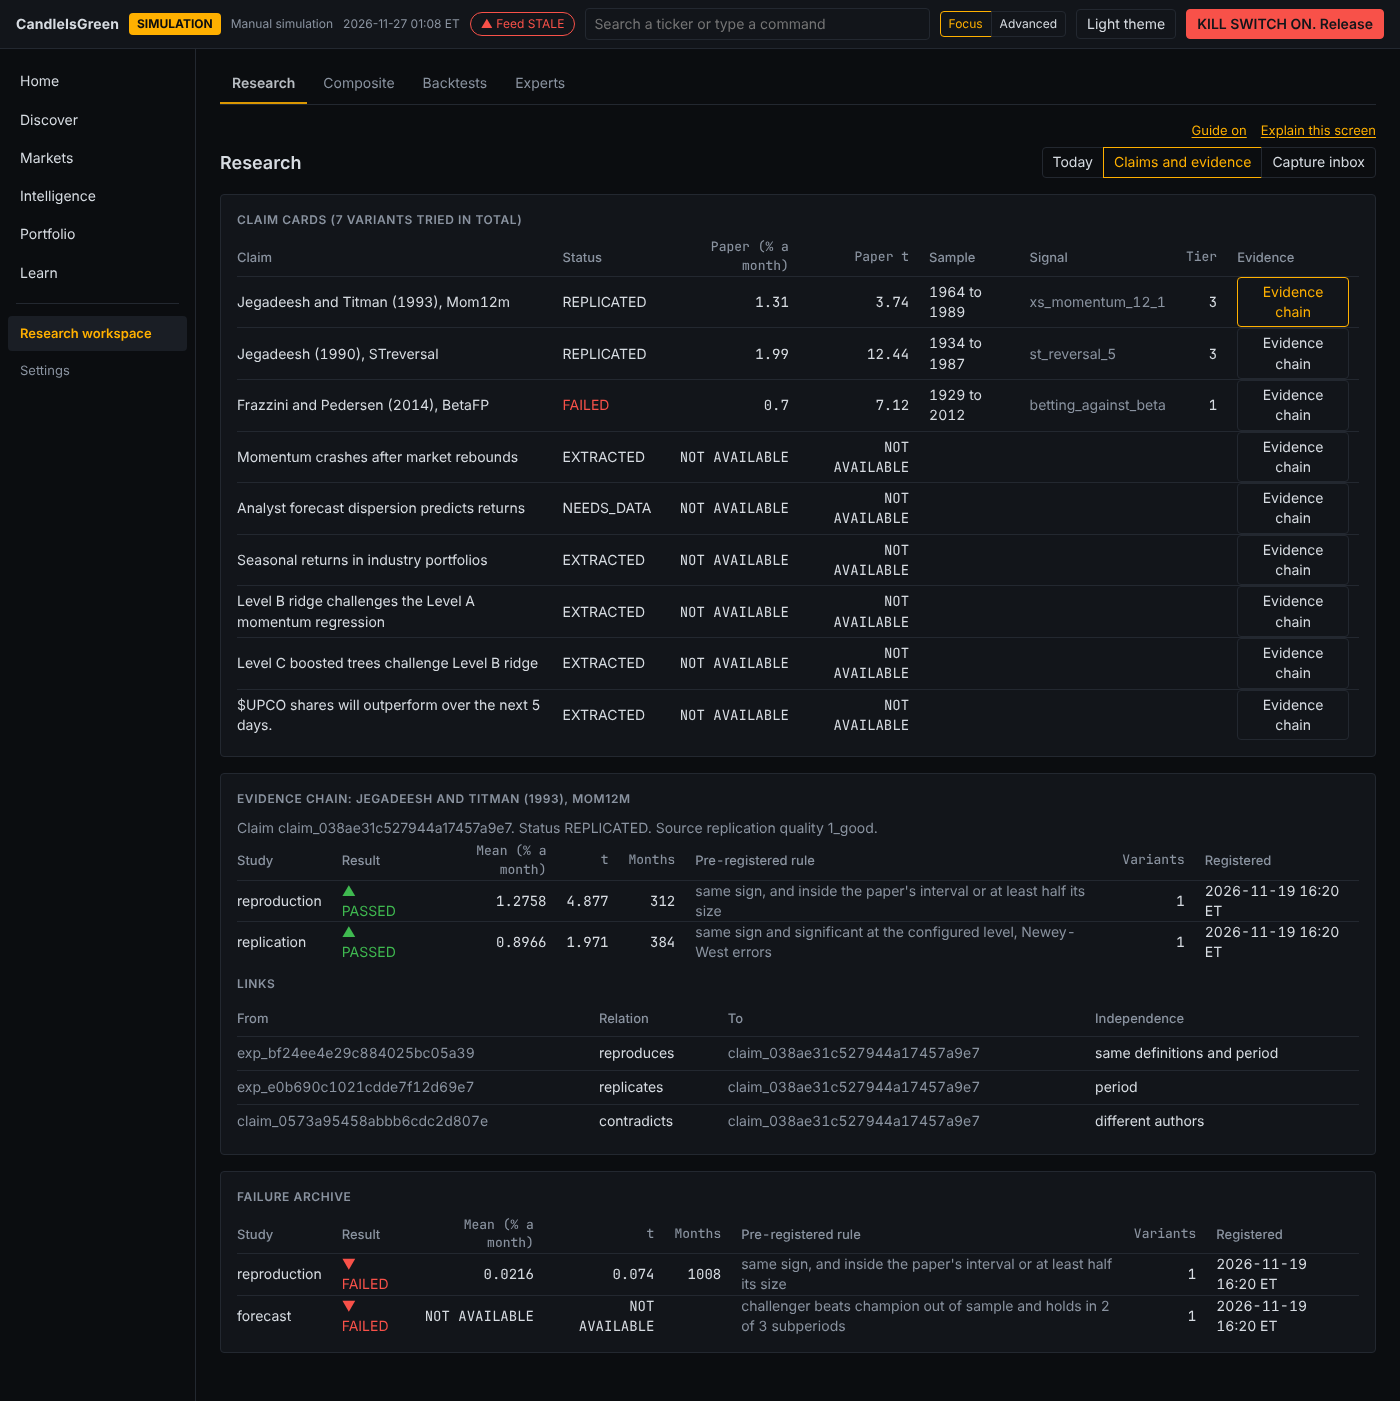 CandleIsGreen SIMULATION Manual simulation 2026-11-27 01:08 ET ▲ Feed STALE Search a ticker or type a command Focus Advanced Light theme KILL SWITCH ON. Release
Home
Discover
Markets
Intelligence
Portfolio
Learn
Research workspace
Settings
Research Composite Backtests Experts
Guide on Explain this screen
Research Today Claims and evidence Capture inbox
CLAIM CARDS (7 VARIANTS TRIED IN TOTAL)
Claim Status Paper (% a month) Paper t Sample Signal Tier Evidence
Jegadeesh and Titman (1993), Mom12m REPLICATED 1.31 3.74 1964 to 1989 xs_momentum_12_1 3 Evidence chain
Jegadeesh (1990), STreversal REPLICATED 1.99 12.44 1934 to 1987 st_reversal_5 3 Evidence chain
Frazzini and Pedersen (2014), BetaFP FAILED 0.7 7.12 1929 to 2012 betting_against_beta 1 Evidence chain
Momentum crashes after market rebounds EXTRACTED NOT AVAILABLE NOT AVAILABLE Evidence chain
Analyst forecast dispersion predicts returns NEEDS_DATA NOT AVAILABLE NOT AVAILABLE Evidence chain
Seasonal returns in industry portfolios EXTRACTED NOT AVAILABLE NOT AVAILABLE Evidence chain
Level B ridge challenges the Level A momentum regression EXTRACTED NOT AVAILABLE NOT AVAILABLE Evidence chain
Level C boosted trees challenge Level B ridge EXTRACTED NOT AVAILABLE NOT AVAILABLE Evidence chain
$UPCO shares will outperform over the next 5 days. EXTRACTED NOT AVAILABLE NOT AVAILABLE Evidence chain
EVIDENCE CHAIN: JEGADEESH AND TITMAN (1993), MOM12M
Claim claim_038ae31c527944a17457a9e7. Status REPLICATED. Source replication quality 1_good.
Study Result Mean (% a month) t Months Pre-registered rule Variants Registered
reproduction ▲ PASSED 1.2758 4.877 312 same sign, and inside the paper's interval or at least half its size 1 2026-11-19 16:20 ET
replication ▲ PASSED 0.8966 1.971 384 same sign and significant at the configured level, Newey-West errors 1 2026-11-19 16:20 ET
LINKS
From Relation To Independence
exp_bf24ee4e29c884025bc05a39 reproduces claim_038ae31c527944a17457a9e7 same definitions and period
exp_e0b690c1021cdde7f12d69e7 replicates claim_038ae31c527944a17457a9e7 period
claim_0573a95458abbb6cdc2d807e contradicts claim_038ae31c527944a17457a9e7 different authors
FAILURE ARCHIVE
Study Result Mean (% a month) t Months Pre-registered rule Variants Registered
reproduction ▼ FAILED 0.0216 0.074 1008 same sign, and inside the paper's interval or at least half its size 1 2026-11-19 16:20 ET
forecast ▼ FAILED NOT AVAILABLE NOT AVAILABLE challenger beats champion out of sample and holds in 2 of 3 subperiods 1 2026-11-19 16:20 ET